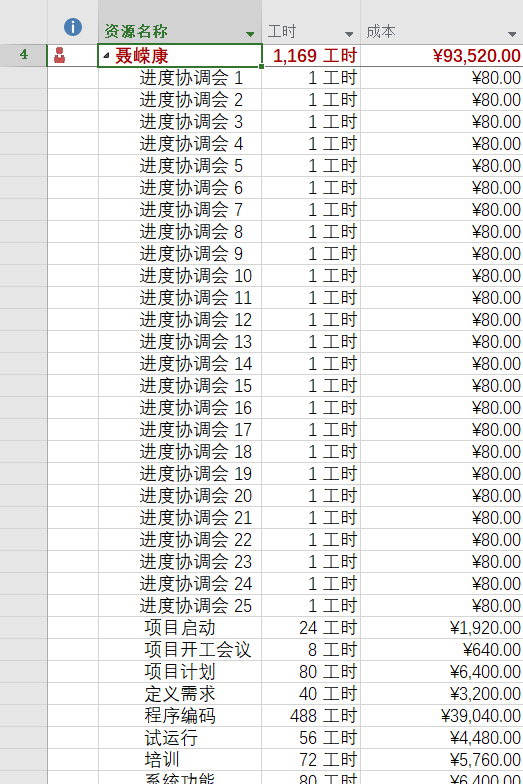 资源名称 工时 成本
4 聂嵘康 1,169 工时 ¥93,520.00
进度协调会 1 1 工时 ¥80.00
进度协调会 2 1 工时 ¥80.00
进度协调会 3 1 工时 ¥80.00
进度协调会 4 1 工时 ¥80.00
进度协调会 5 1 工时 ¥80.00
进度协调会 6 1 工时 ¥80.00
进度协调会 7 1 工时 ¥80.00
进度协调会 8 1 工时 ¥80.00
进度协调会 9 1 工时 ¥80.00
进度协调会 10 1 工时 ¥80.00
进度协调会 11 1 工时 ¥80.00
进度协调会 12 1 工时 ¥80.00
进度协调会 13 1 工时 ¥80.00
进度协调会 14 1 工时 ¥80.00
进度协调会 15 1 工时 ¥80.00
进度协调会 16 1 工时 ¥80.00
进度协调会 17 1 工时 ¥80.00
进度协调会 18 1 工时 ¥80.00
进度协调会 19 1 工时 ¥80.00
进度协调会 20 1 工时 ¥80.00
进度协调会 21 1 工时 ¥80.00
进度协调会 22 1 工时 ¥80.00
进度协调会 23 1 工时 ¥80.00
进度协调会 24 1 工时 ¥80.00
进度协调会 25 1 工时 ¥80.00
项目启动 24 工时 ¥1,920.00
项目开工会议 8 工时 ¥640.00
项目计划 80 工时 ¥6,400.00
定义需求 40 工时 ¥3,200.00
程序编码 488 工时 ¥39,040.00
试运行 56 工时 ¥4,480.00
培训 72 工时 ¥5,760.00
系统功能 80 工时 ¥6,400.00